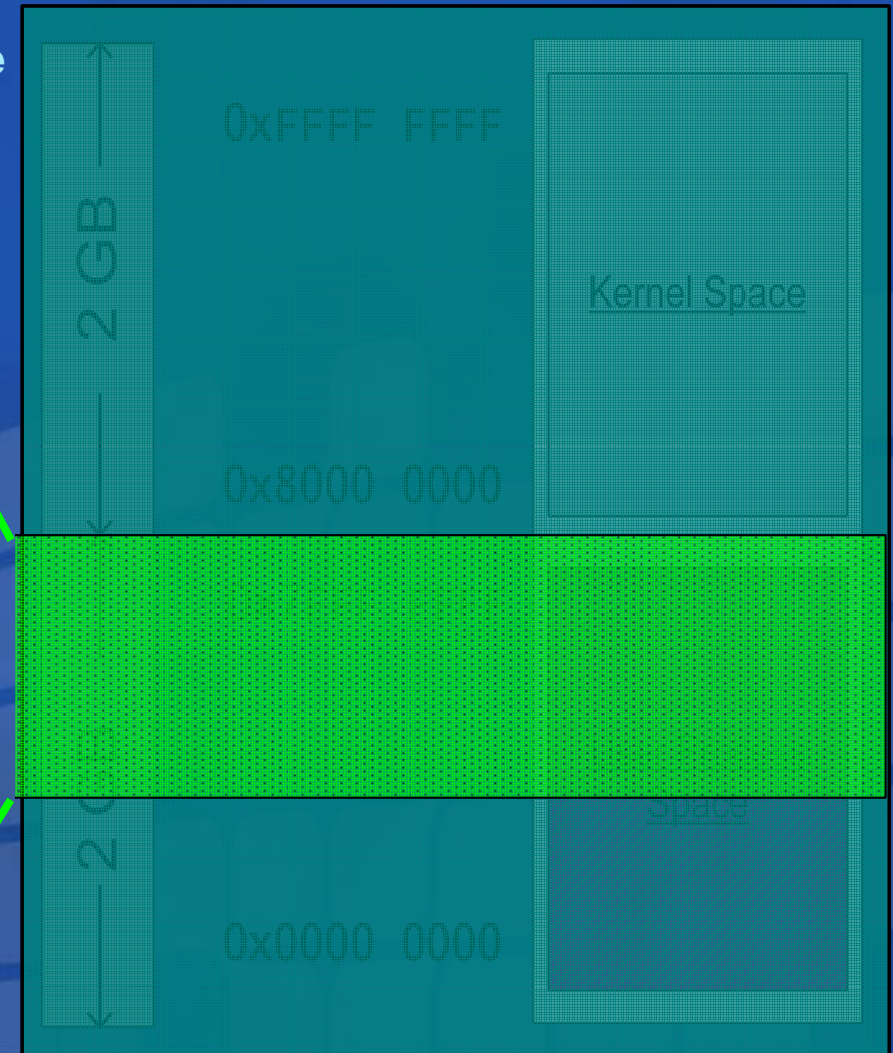 e
0xFFFF FFFF
2 GB
Kernel Space
0x8000 0000
2 GB
Space
0x0000 0000